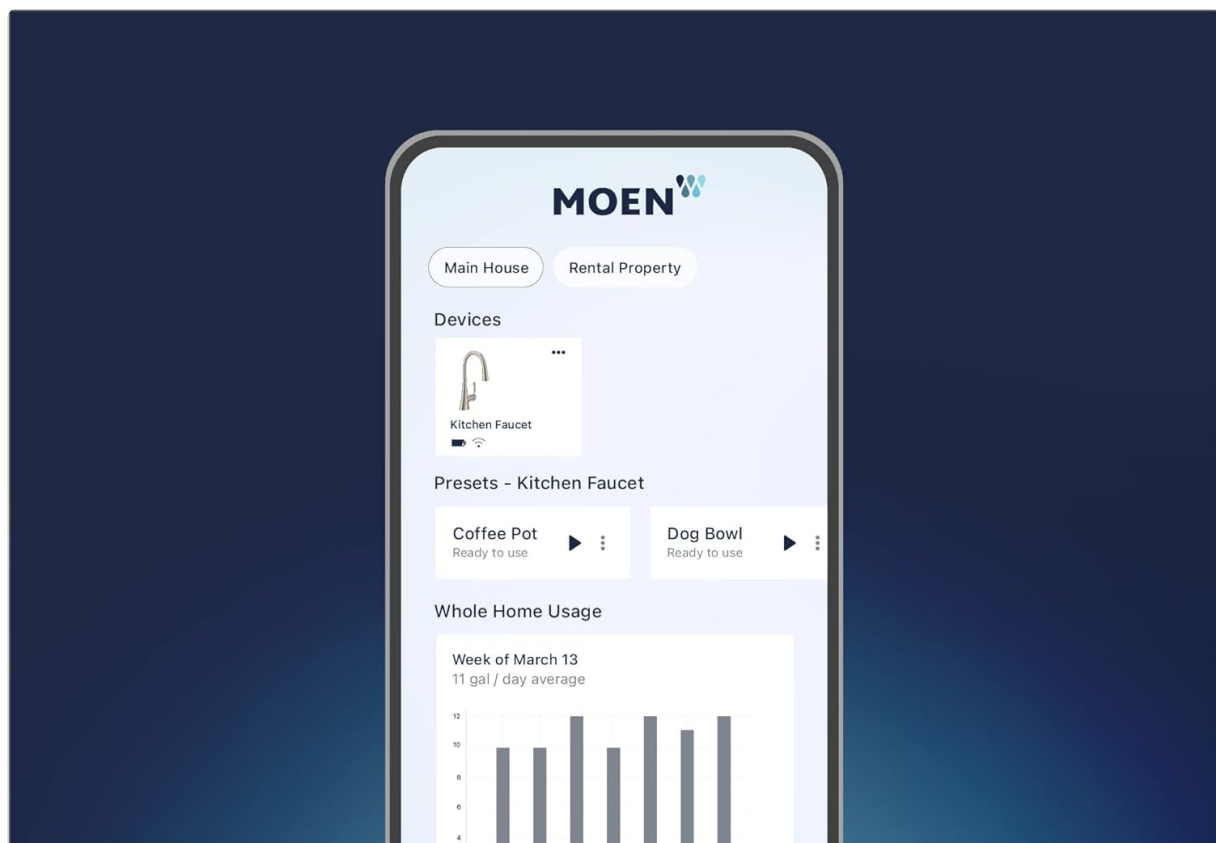 MOEN
Main House
Rental Property
Devices
Kitchen Faucet
Presets - Kitchen Faucet
Coffee Pot
Ready to use
Dog Bowl
Ready to use
Whole Home Usage
Week of March 13
11 gal / day average
12
10
8
6
4